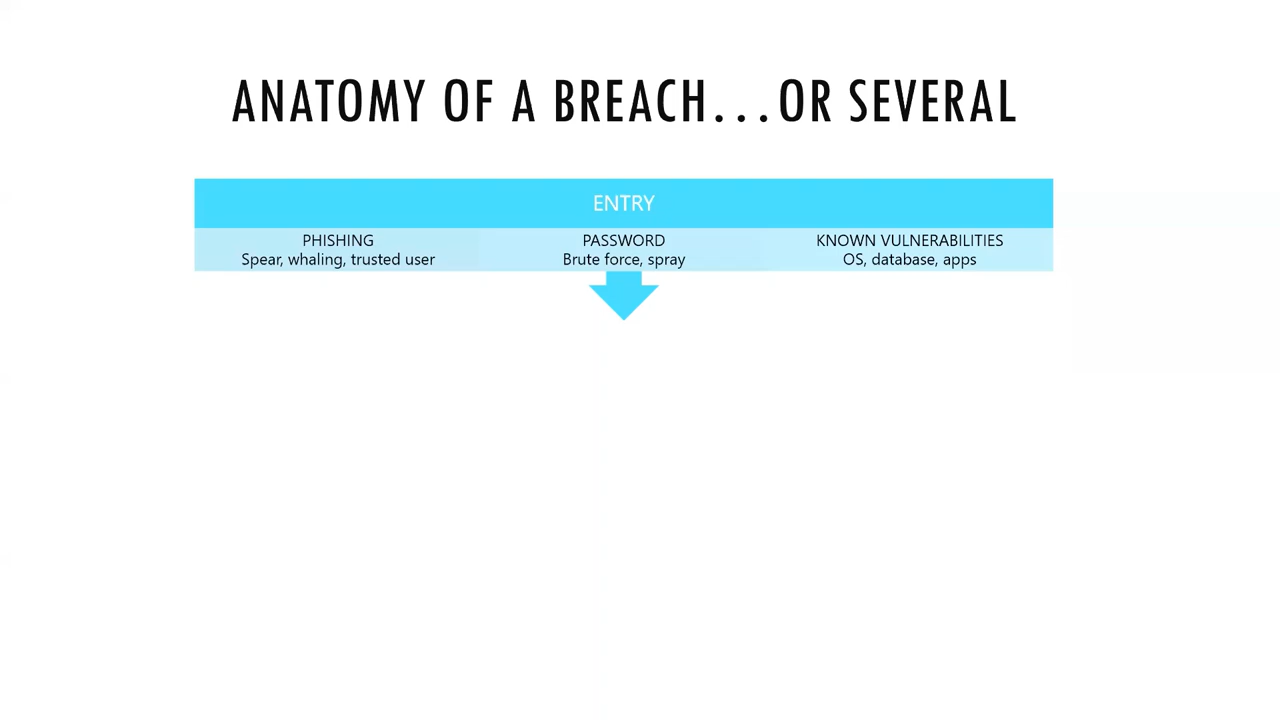 ANATOMY OF A BREACH...OR SEVERAL
ENTRY
PHISHING
Spear, whaling, trusted user
PASSWORD
Brute force, spray
KNOWN VULNERABILITIES
OS, database, apps